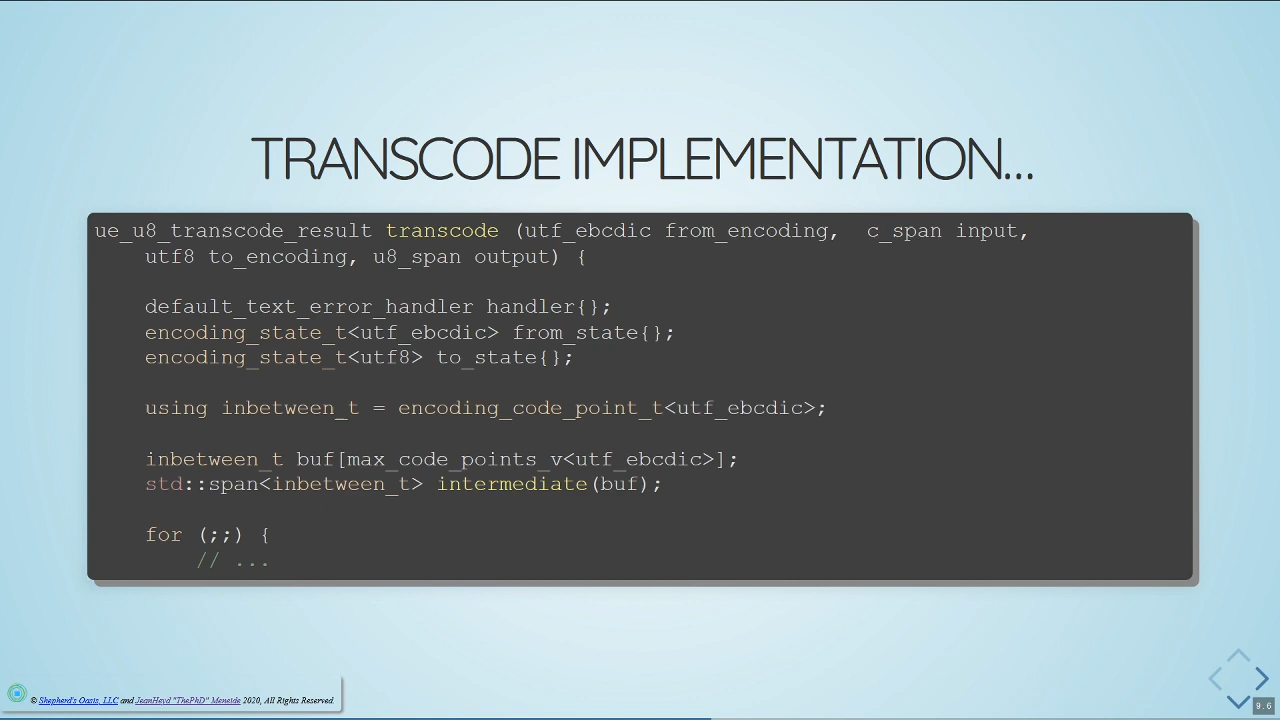 TRANSCODE IMPLEMENTATION...
ue_u8_transcode_result transcode (utf_ebcdic from_encoding,  c_span input,
    utf8 to_encoding, u8_span output) {
    default_text_error_handler handler{};
    encoding_state_t<utf_ebcdic> from_state{};
    encoding_state_t<utf8> to_state{};
    using inbetween_t = encoding_code_point_t<utf_ebcdic>;
    inbetween_t buf[max_code_points_v<utf_ebcdic>];
    std::span<inbetween_t> intermediate(buf);
    for (;;) {
        // ...
© Shepherd's Oasis, LLC and JeanHeyd "ThePhD" Meneide 2020, All Rights Reserved.
9.6